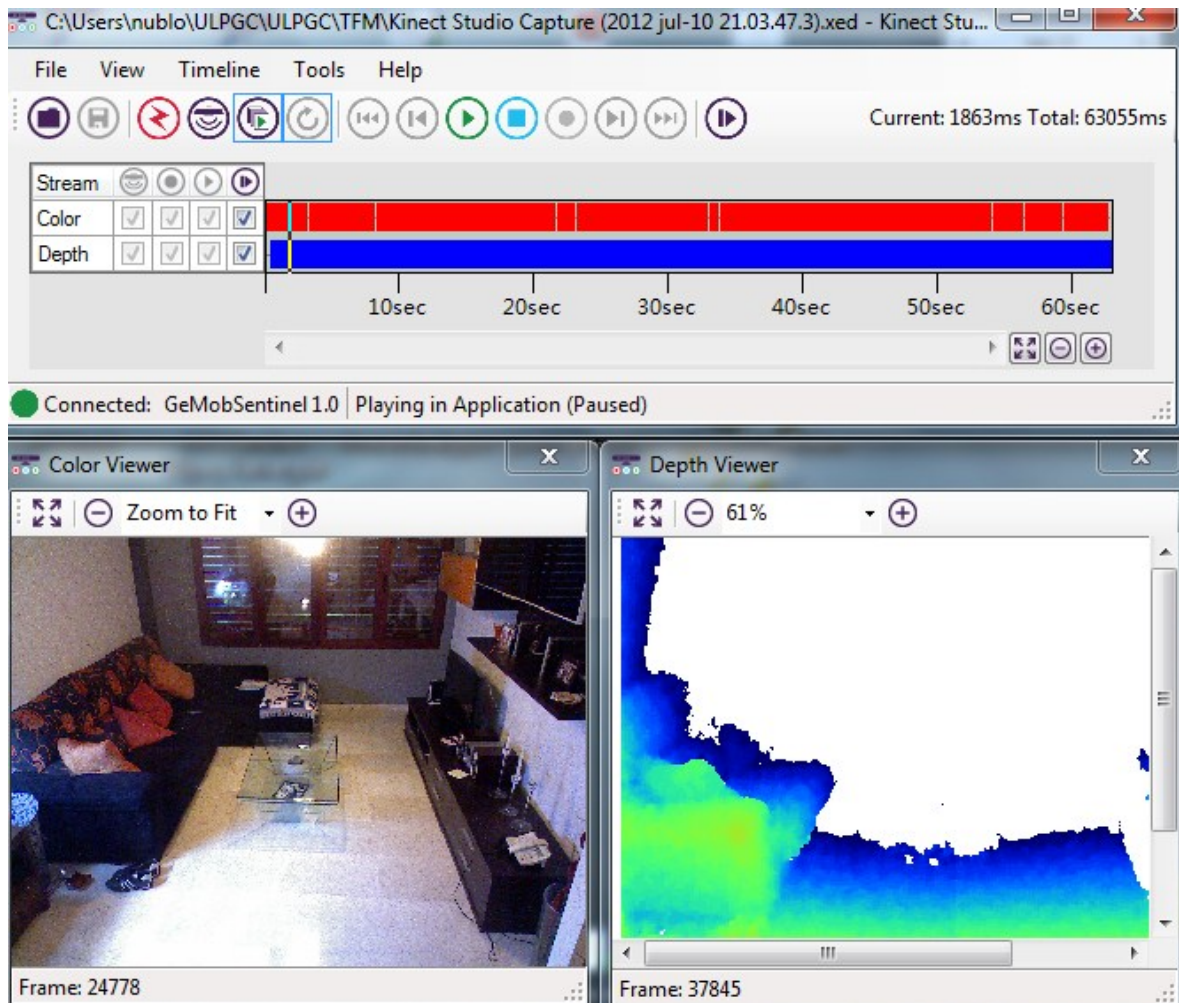 C:\Users\nublo\ULPGC\ULPGC\TFM\Kinect Studio Capture (2012 jul-10 21.03.47.3).xed - Kinect Stu...
File View Timeline Tools Help
Current: 1863ms Total: 63055ms
Stream
Color
Depth
10sec 20sec 30sec 40sec 50sec 60sec
Connected: GeMobSentinel 1.0 Playing in Application (Paused)
Color Viewer
Zoom to Fit
Frame: 24778
Depth Viewer
61%
Frame: 37845